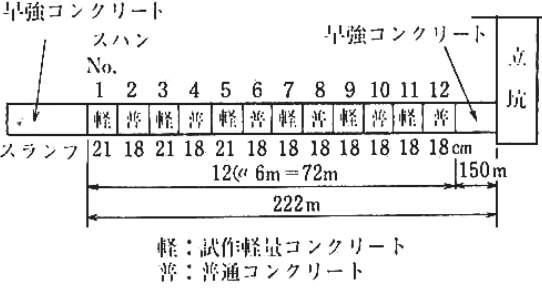 早強コンクリート
早強コンクリート
スパン
No.
立坑
1 2 3 4 5 6 7 8 9 10 11 12
軽 普 軽 普 軽 普 軽 普 軽 普 軽 普
スランプ 21 18 21 18 21 18 18 18 18 18 18 18cm
12@6m=72m
150m
222m
軽:試作軽量コンクリート
普:普通コンクリート